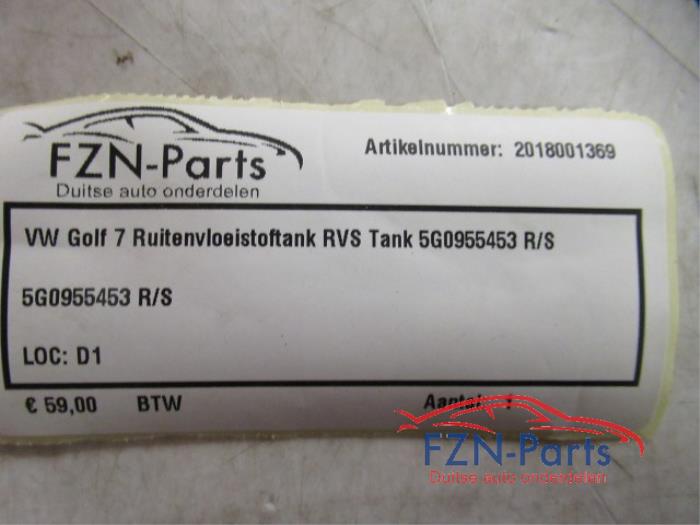 FZN-Parts
Duitse auto onderdelen
Artikelnummer: 2018001369
VW Golf 7 Ruitenvloeistoftank RVS Tank 5G0955453 R/S
5G0955453 R/S
LOC: D1
€ 59,00 BTW Aantal:
FZN-Parts
Duitse auto onderdelen